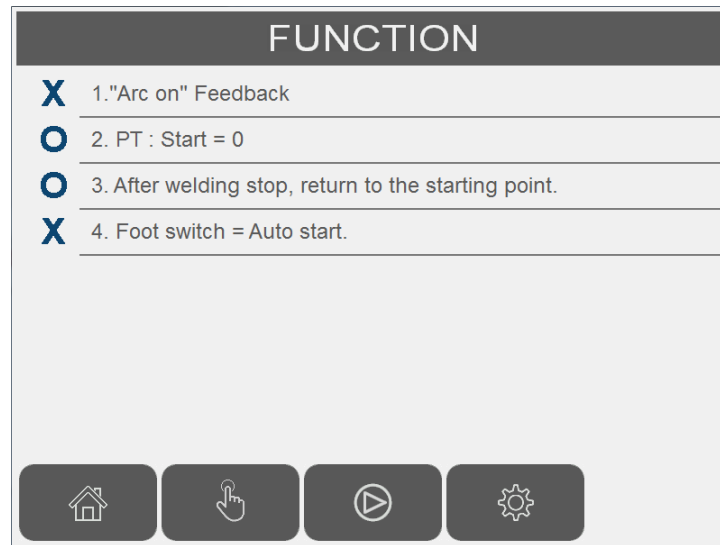 FUNCTION
X 1."Arc on" Feedback
O 2. PT : Start = 0
O 3. After welding stop, return to the starting point.
X 4. Foot switch = Auto start.